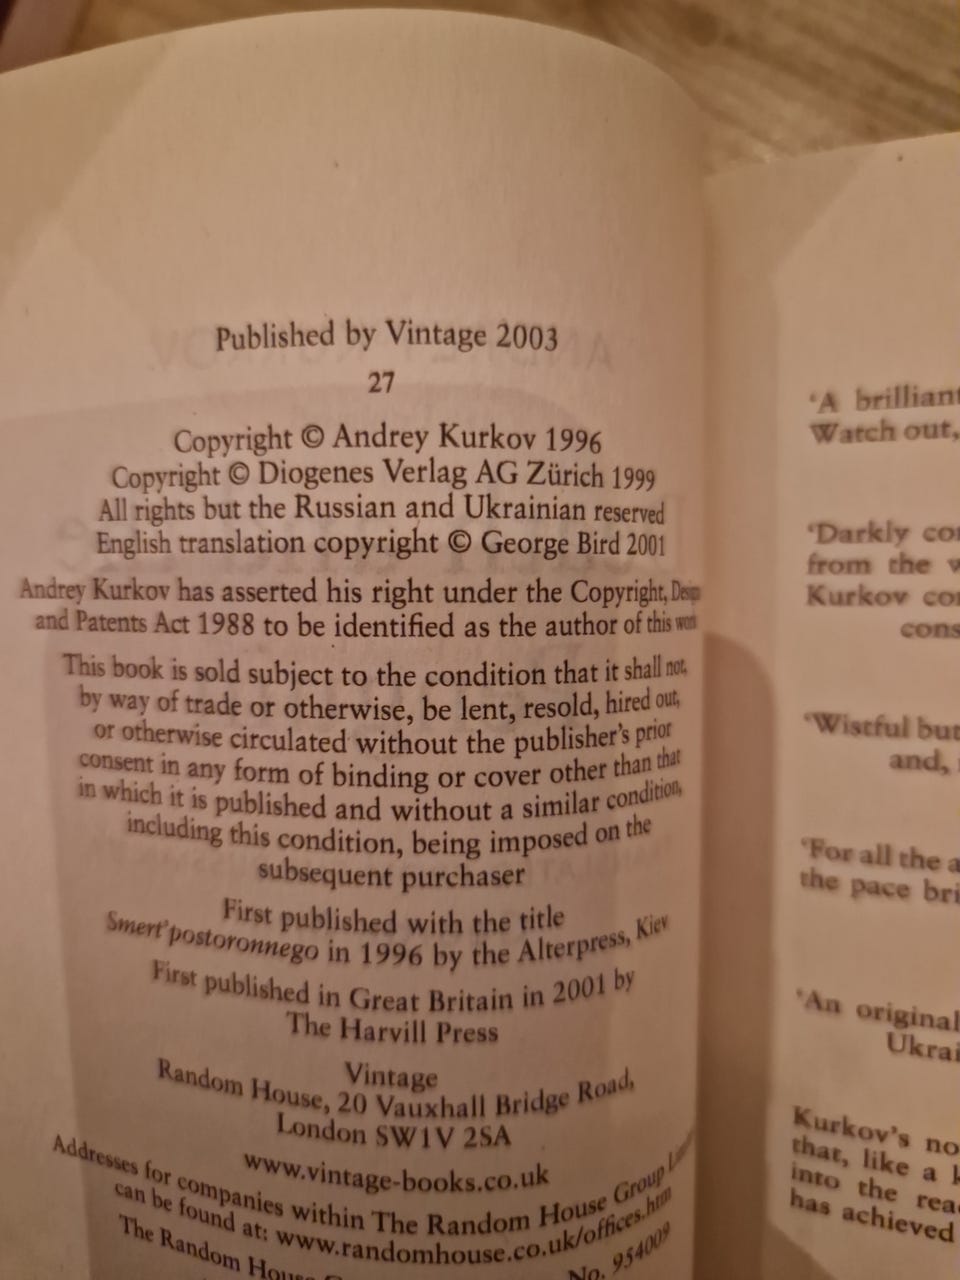 Published by Vintage 2003
27
Copyright © Andrey Kurkov 1996
Copyright © Diogenes Verlag AG Zürich 1999
All rights but the Russian and Ukrainian reserved
English translation copyright © George Bird 2001
Andrey Kurkov has asserted his right under the Copyright,
and Patents Act 1988 to be identified as the author of this work
This book is sold subject to the condition that it shall not,
by way of trade or otherwise, be lent, resold, hired out,
or otherwise circulated without the publisher's prior
consent in any form of binding or cover other than that
in which it is published and without a similar condition,
including this condition, being imposed on the
subsequent purchaser
First published with the title
Smert'postoronnego in 1996 by the Alterpress, Kiev
First published in Great Britain in 2001 by
The Harvill Press
Vintage
Random House, 20 Vauxhall Bridge Road,
London SW1V 2SA
www.vintage-books.co.uk
Addresses for companies within The Random House Group
can be found at: www.randomhouse.co.uk/offices.htm
The Random House
No. 954009
'A brilliant
Watch out,
'Darkly
from the
Kurkov
'Wistful but
and,
'For all the
the pace
'An original
Kurkov's
that, like a
into the
has achieved